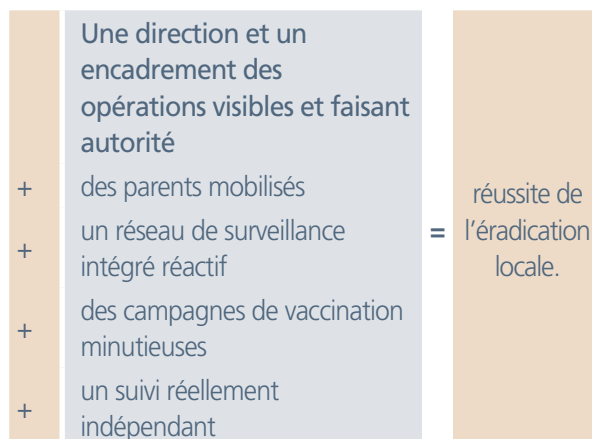 Une direction et un
encadrement des
opérations visibles et faisant
autorité
+ des parents mobilisés
+ un réseau de surveillance
intégré réactif
+ des campagnes de vaccination
minutieuses
+ un suivi réellement
indépendant
=
réussite de
l’éradication
locale.